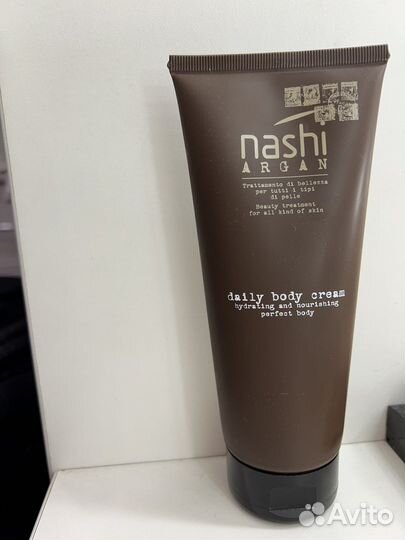 nashi
ARGAN
Trattamento di bellezza
per tutti i tipi
di pelle
Beauty treatment
for all kind of skin
daily body cream
hydrating and nourishing
perfect body
Avito